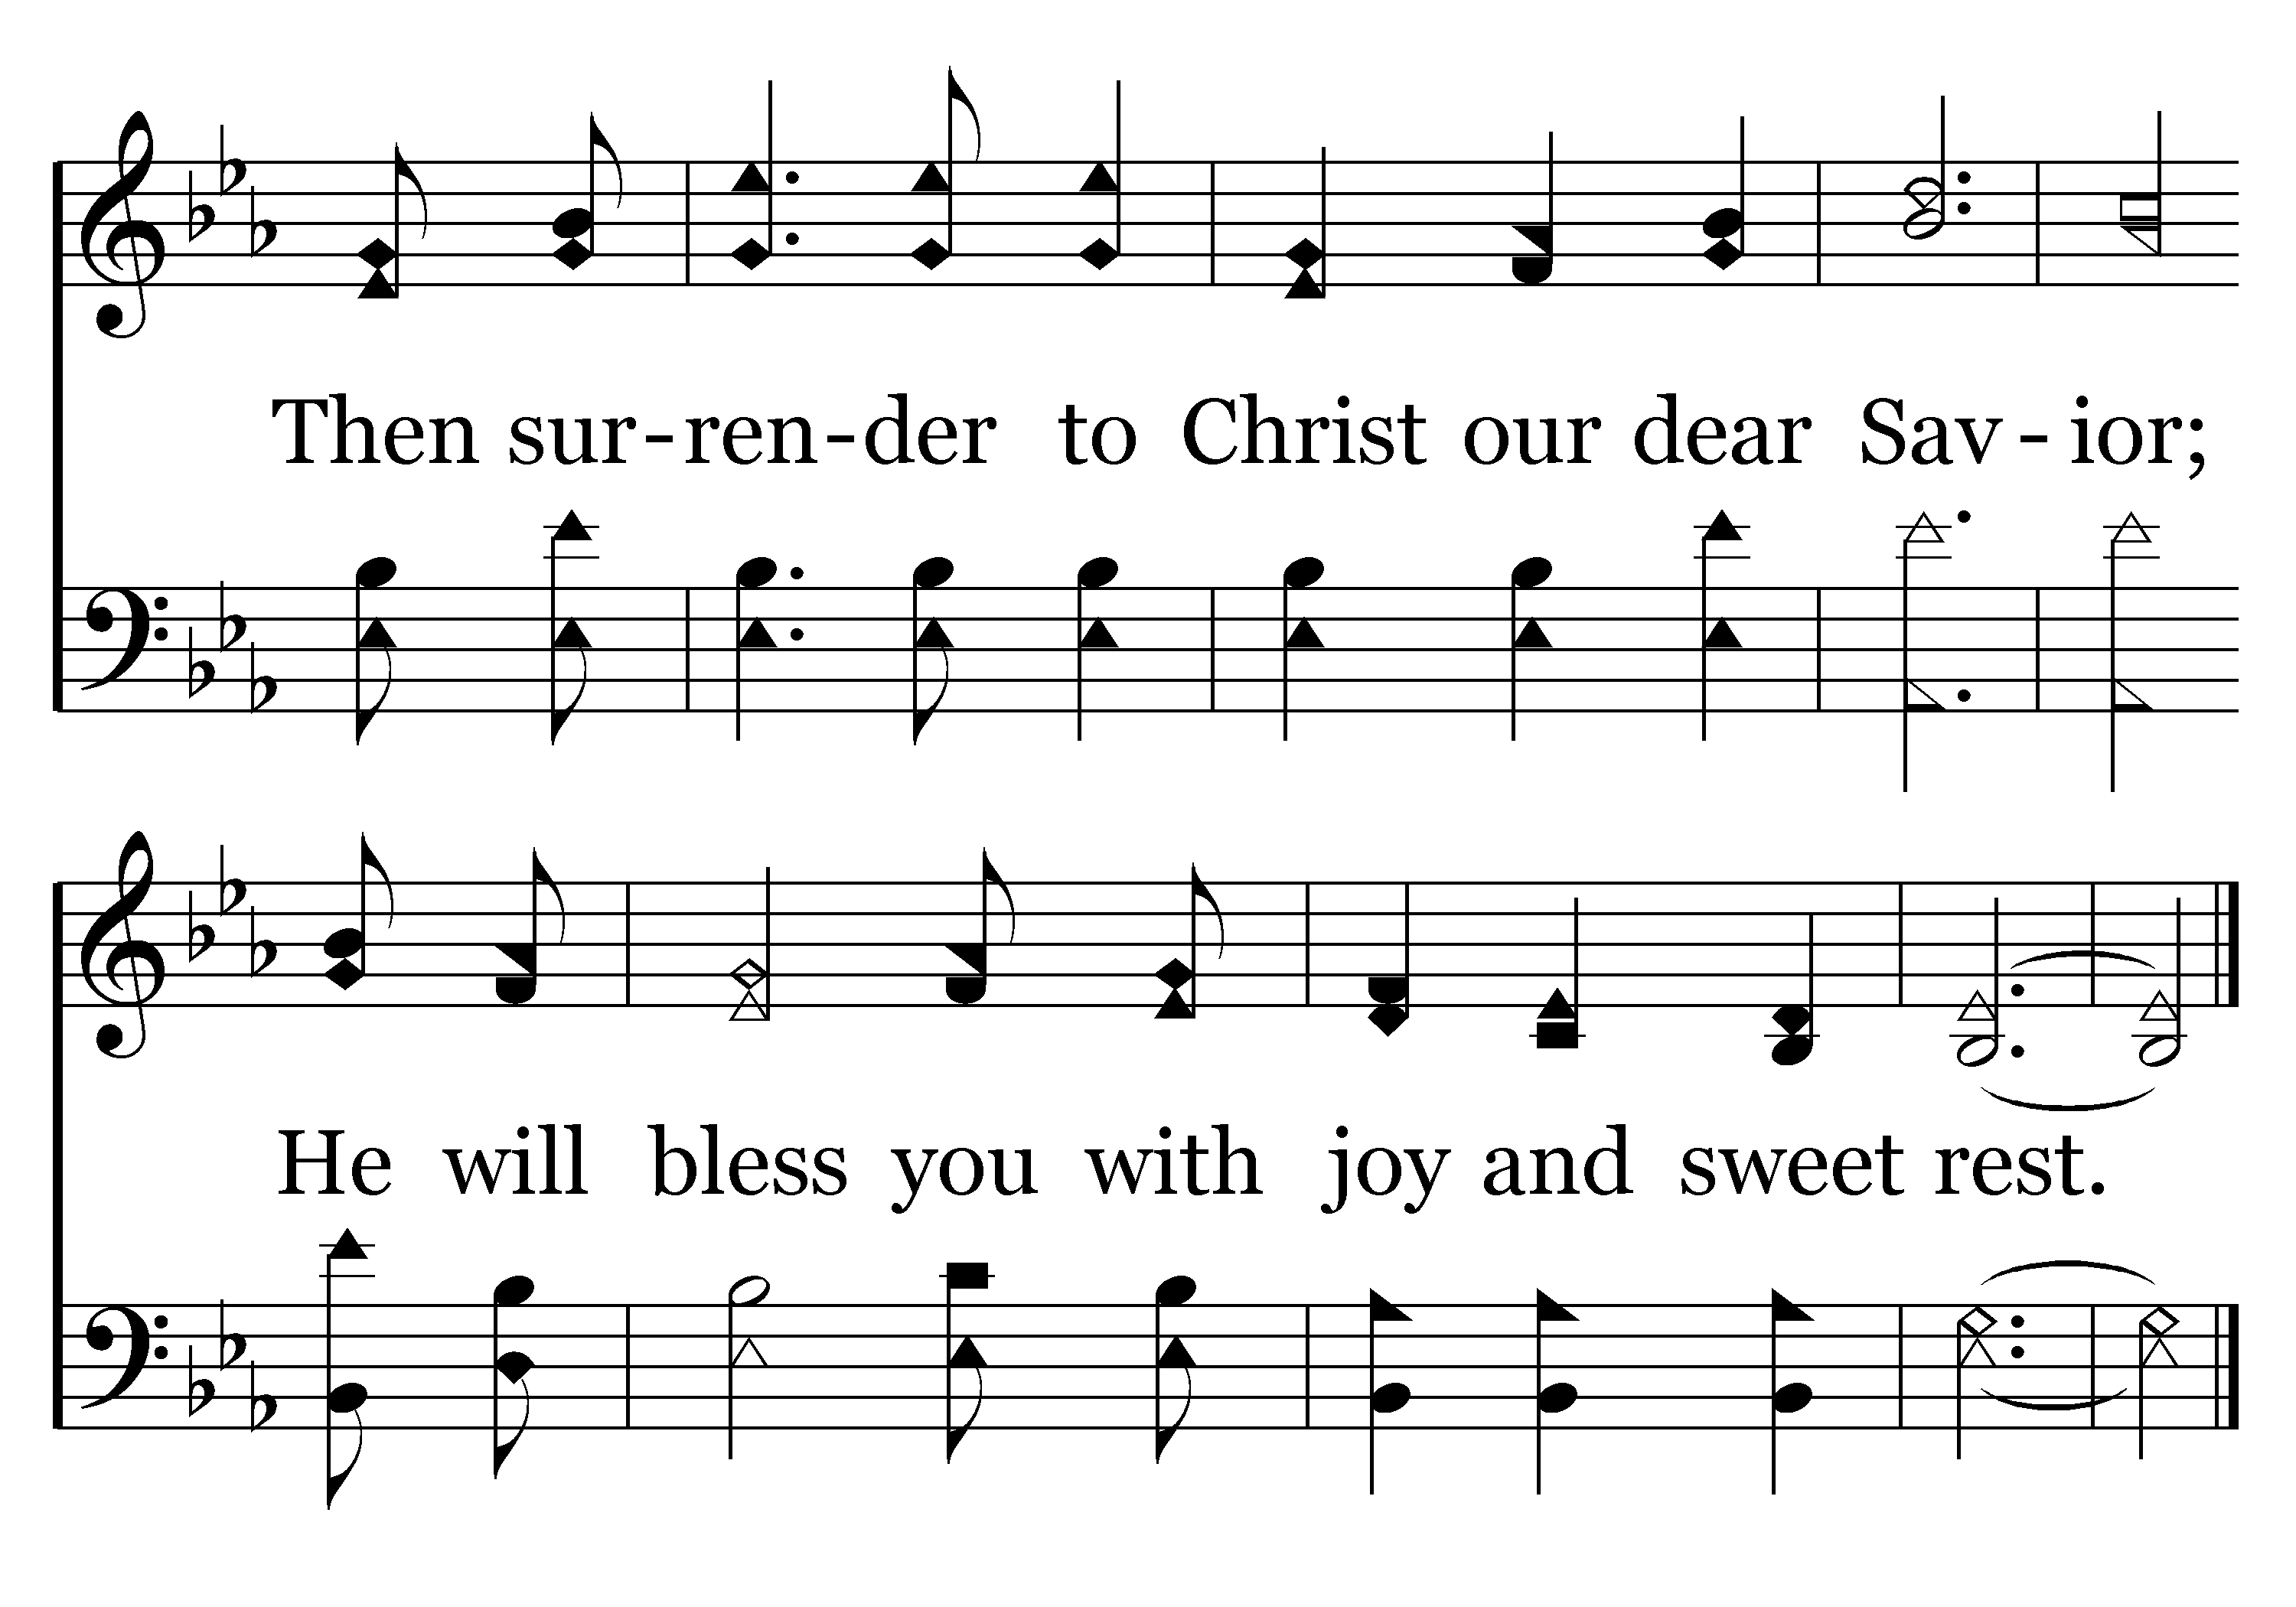 Then sur-ren-der to Christ our dear Sav-ior;
He will bless you with joy and sweet rest.